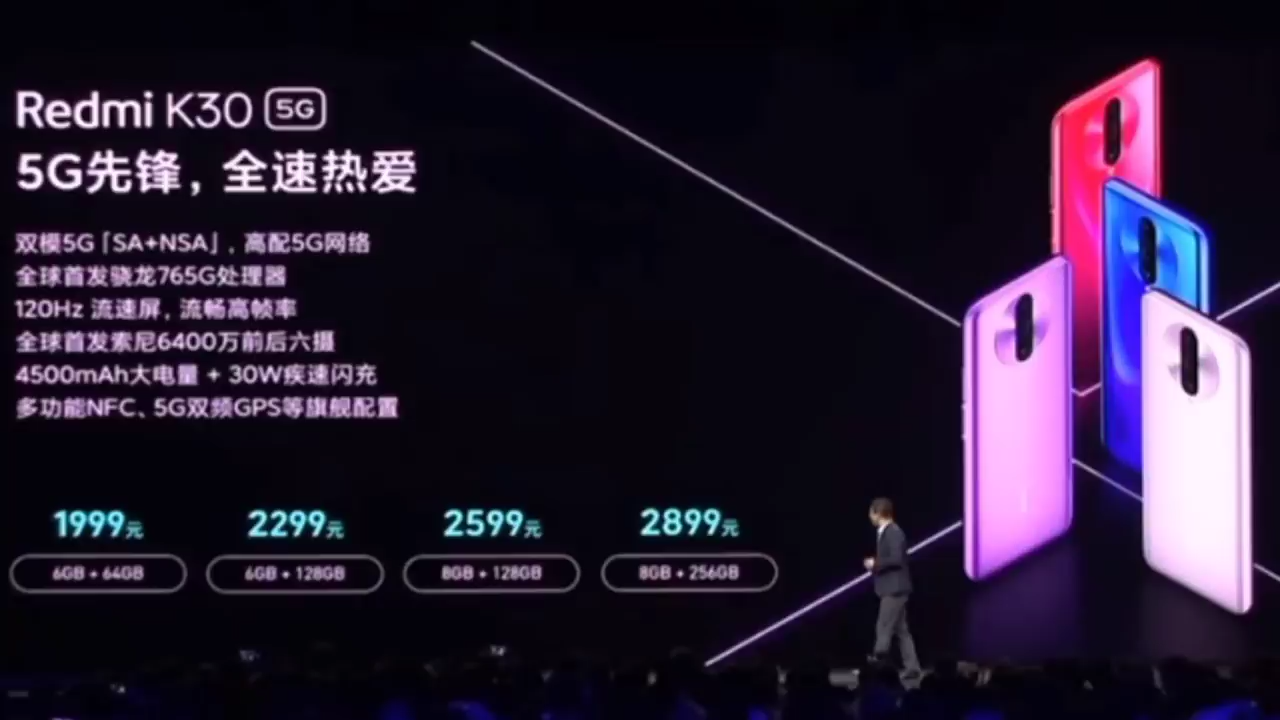 Redmi K30 5G
5G先锋，全速热爱
双模5G「SA+NSA」，高配5G网络
全球首发骁龙765G处理器
120Hz 流速屏，流畅高帧率
全球首发索尼6400万前后六摄
4500mAh大电量 + 30W疾速闪充
多功能NFC、5G双频GPS等旗舰配置
1999元 2299元 2599元 2899元
6GB + 64GB 6GB + 128GB 8GB + 128GB 8GB + 256GB